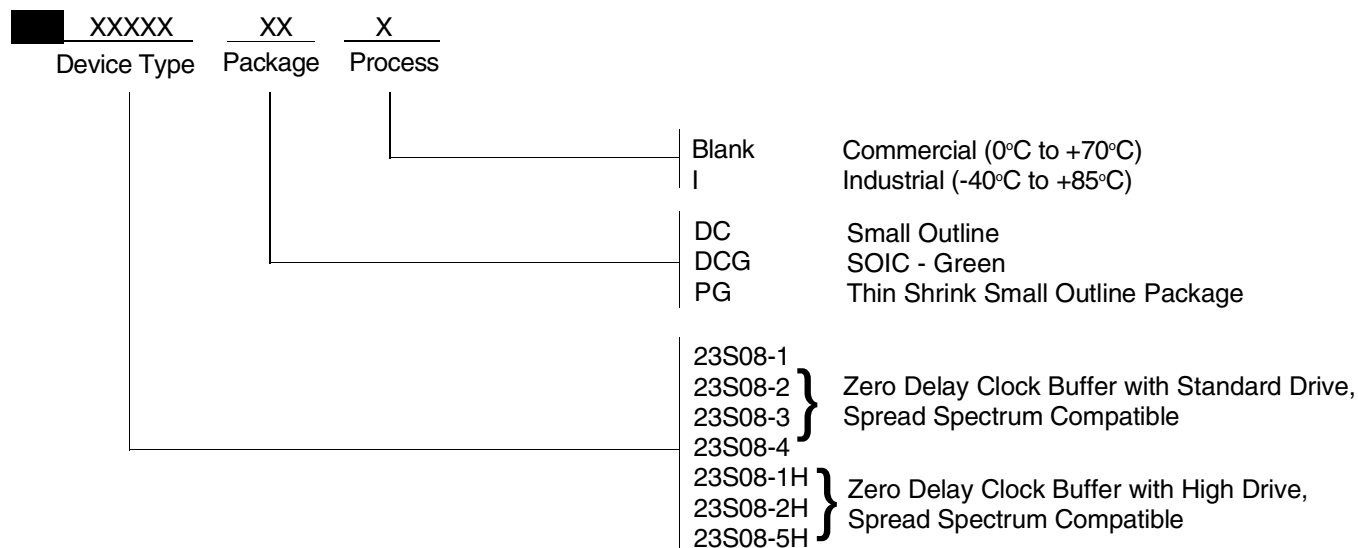 XXXXX XX X
Device Type Package Process
Blank Commercial (0°C to +70°C)
I Industrial (-40°C to +85°C)
DC Small Outline
DCG SOIC - Green
PG Thin Shrink Small Outline Package
23S08-1
23S08-2 } Zero Delay Clock Buffer with Standard Drive,
23S08-3 Spread Spectrum Compatible
23S08-4
23S08-1H } Zero Delay Clock Buffer with High Drive,
23S08-2H Spread Spectrum Compatible
23S08-5H